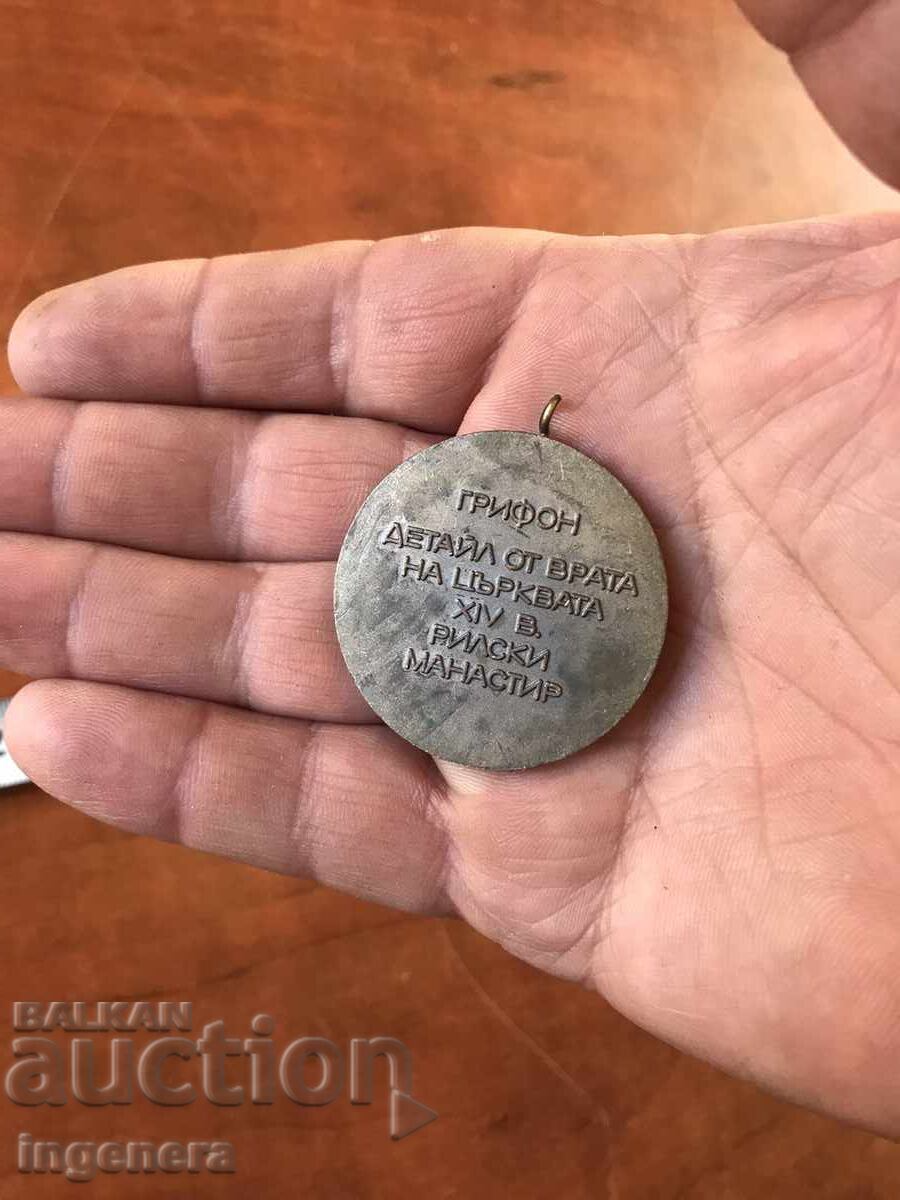 ГРИФОН
ДЕТАЙЛ ОТ ВРАТА
НА ЦЪРКВАТА
XIV В.
РИЛСКИ
МАНАСТИР
BALKAN
auction
ingenera